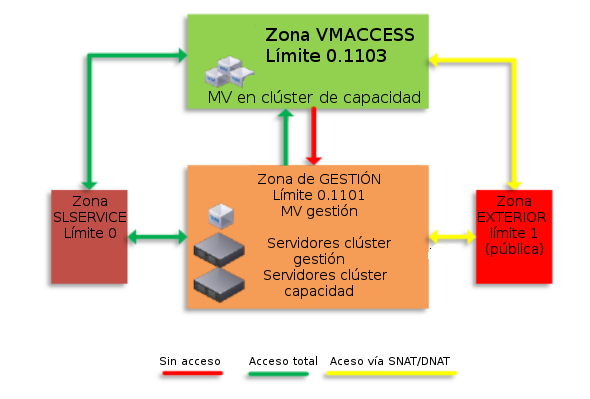 Zona VMACCESS
Límite 0.1103
MV en clúster de capacidad
Zona de GESTIÓN
Límite 0.1101
MV gestión
Servidores clúster
gestión
Servidores clúster
capacidad
Zona
SLSERVICE
Límite 0
Zona
EXTERIOR
límite 1
(pública)
Sin acceso
Acceso total
Aceso vía SNAT/DNAT